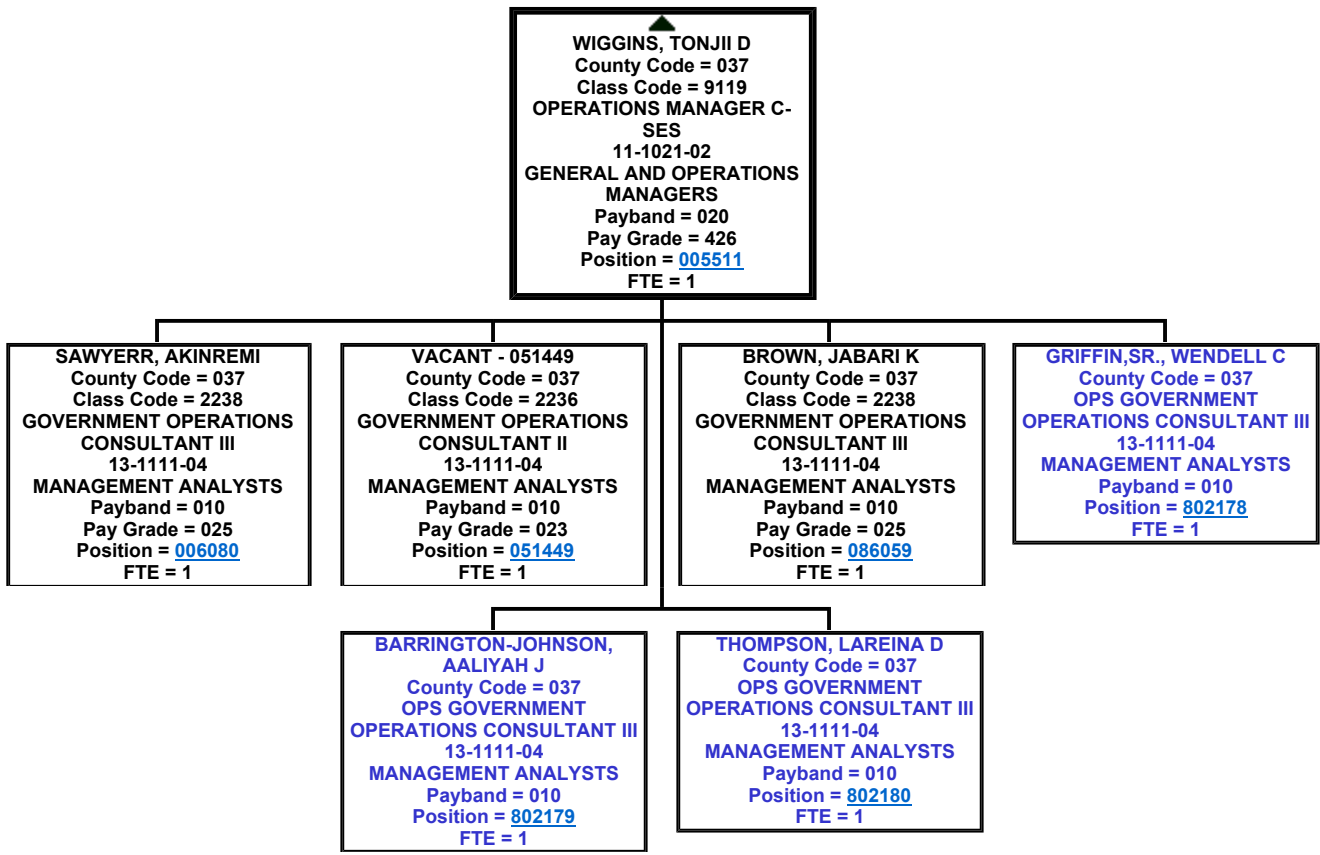 WIGGINS, TONJII D
County Code = 037
Class Code = 9119
OPERATIONS MANAGER C-
SES
11-1021-02
GENERAL AND OPERATIONS
MANAGERS
Payband = 020
Pay Grade = 426
Position = 005511
FTE = 1
SAWYERR, AKINREMI
County Code = 037
Class Code = 2238
GOVERNMENT OPERATIONS
CONSULTANT III
13-1111-04
MANAGEMENT ANALYSTS
Payband = 010
Pay Grade = 025
Position = 006080
FTE = 1
VACANT - 051449
County Code = 037
Class Code = 2236
GOVERNMENT OPERATIONS
CONSULTANT II
13-1111-04
MANAGEMENT ANALYSTS
Payband = 010
Pay Grade = 023
Position = 051449
FTE = 1
BROWN, JABARI K
County Code = 037
Class Code = 2238
GOVERNMENT OPERATIONS
CONSULTANT III
13-1111-04
MANAGEMENT ANALYSTS
Payband = 010
Pay Grade = 025
Position = 086059
FTE = 1
GRIFFIN,SR., WENDELL C
County Code = 037
OPS GOVERNMENT
OPERATIONS CONSULTANT III
13-1111-04
MANAGEMENT ANALYSTS
Payband = 010
Position = 802178
FTE = 1
BARRINGTON-JOHNSON,
AALIYAH J
County Code = 037
OPS GOVERNMENT
OPERATIONS CONSULTANT III
13-1111-04
MANAGEMENT ANALYSTS
Payband = 010
Position = 802179
FTE = 1
THOMPSON, LAREINA D
County Code = 037
OPS GOVERNMENT
OPERATIONS CONSULTANT III
13-1111-04
MANAGEMENT ANALYSTS
Payband = 010
Position = 802180
FTE = 1